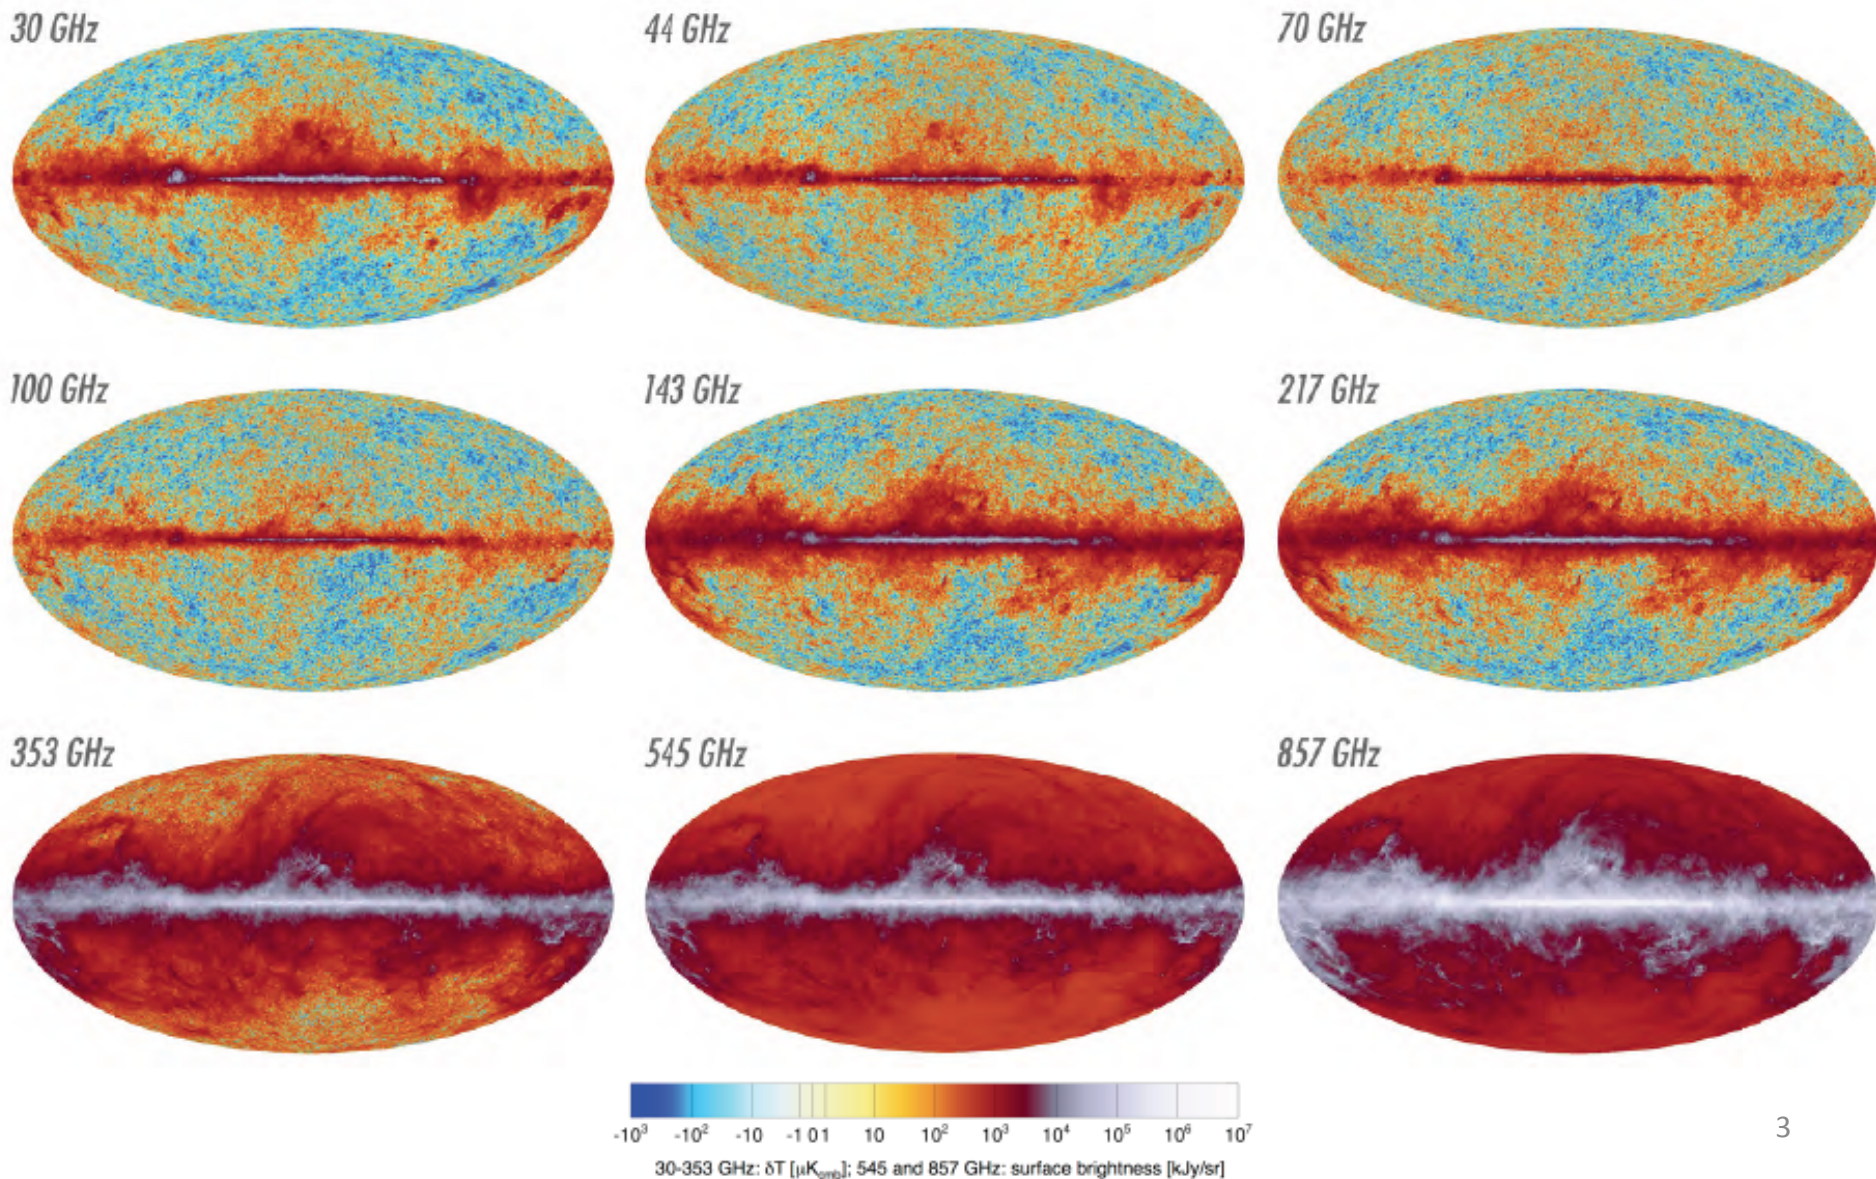 30 GHz 44 GHz 70 GHz
100 GHz 143 GHz 217 GHz
353 GHz 545 GHz 857 GHz
-10³ -10² -10 -1 0 1 10 10² 10³ 10⁴ 10⁵ 10⁶ 10⁷
30-353 GHz: δT [μK_cmb]; 545 and 857 GHz: surface brightness [kJy/sr]
3